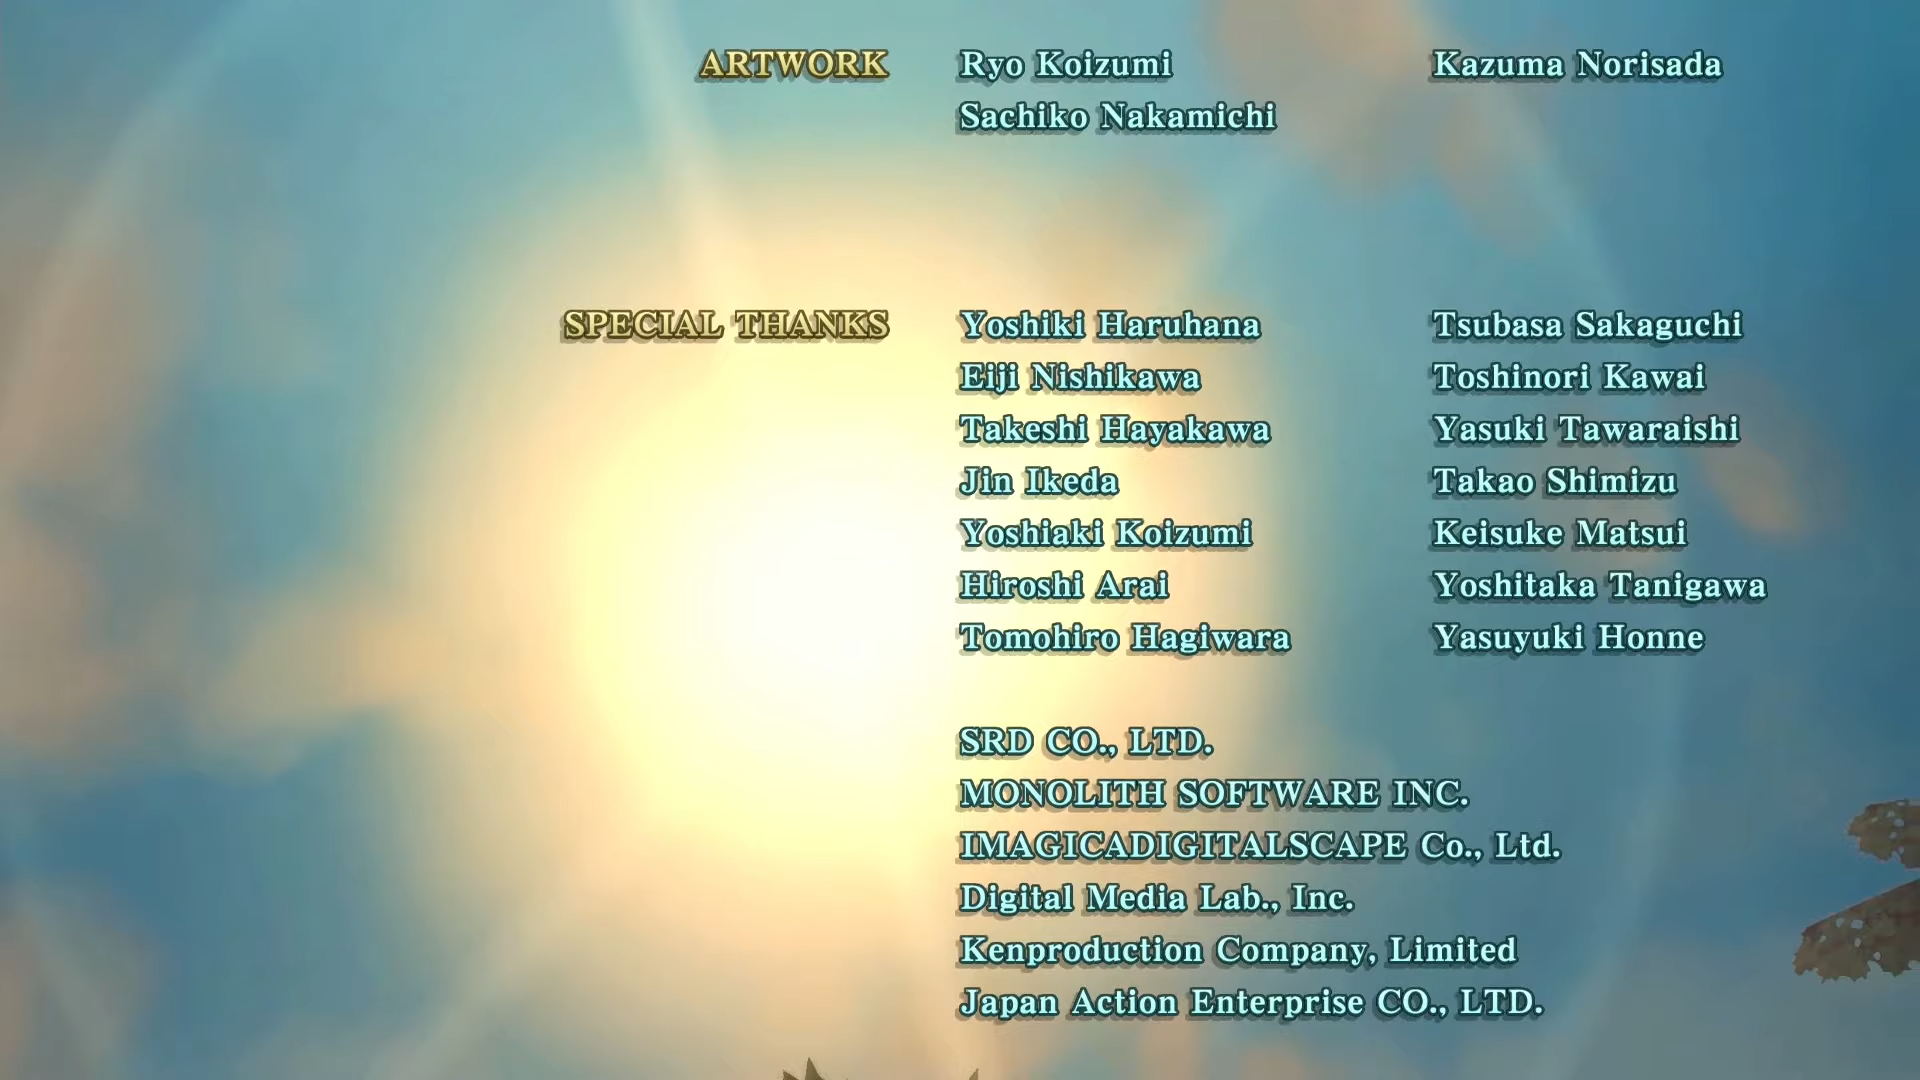 ARTWORK Ryo Koizumi Kazuma Norisada
Sachiko Nakamichi
SPECIAL THANKS Yoshiki Haruhana Tsubasa Sakaguchi
Eiji Nishikawa Toshinori Kawai
Takeshi Hayakawa Yasuki Tawaraishi
Jin Ikeda Takao Shimizu
Yoshiaki Koizumi Keisuke Matsui
Hiroshi Arai Yoshitaka Tanigawa
Tomohiro Hagiwara Yasuyuki Honne
SRD CO., LTD.
MONOLITH SOFTWARE INC.
IMAGICADIGITALSCAPE Co., Ltd.
Digital Media Lab., Inc.
Kenproduction Company, Limited
Japan Action Enterprise CO., LTD.